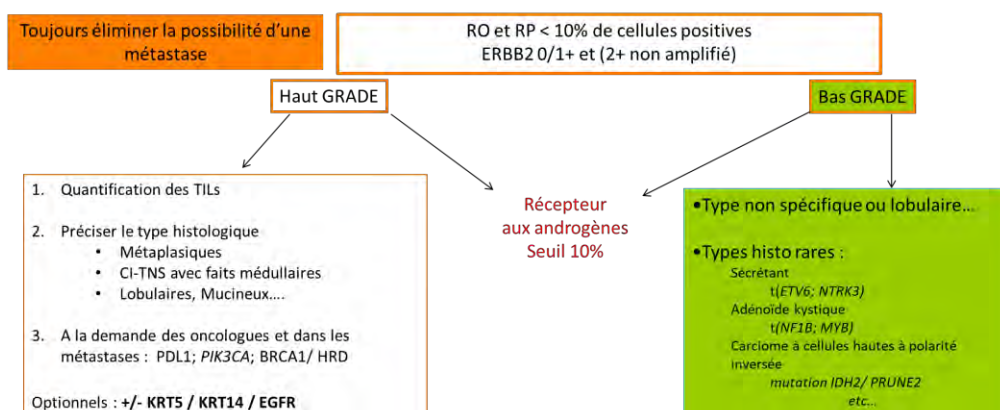 Toujours éliminer la possibilité d'une
métastase
RO et RP < 10% de cellules positives
ERBB2 0/1+ et (2+ non amplifié)
Haut GRADE
Bas GRADE
1. Quantification des TILs
2. Préciser le type histologique
• Métaplasiques
• CI-TNS avec faits médullaires
• Lobulaires, Mucineux....
3. A la demande des oncologues et dans les
métastases : PDL1; PIK3CA; BRCA1/ HRD
Optionnels : +/- KRT5 / KRT14 / EGFR
Récepteur
aux androgènes
Seuil 10%
•Type non spécifique ou lobulaire...
•Types histo rares :
Sécrétant
t(ETV6; NTRK3)
Adénoïde kystique
t(NF1B; MYB)
Carciome à cellules hautes à polarité
inversée
mutation IDH2/ PRUNE2
etc...